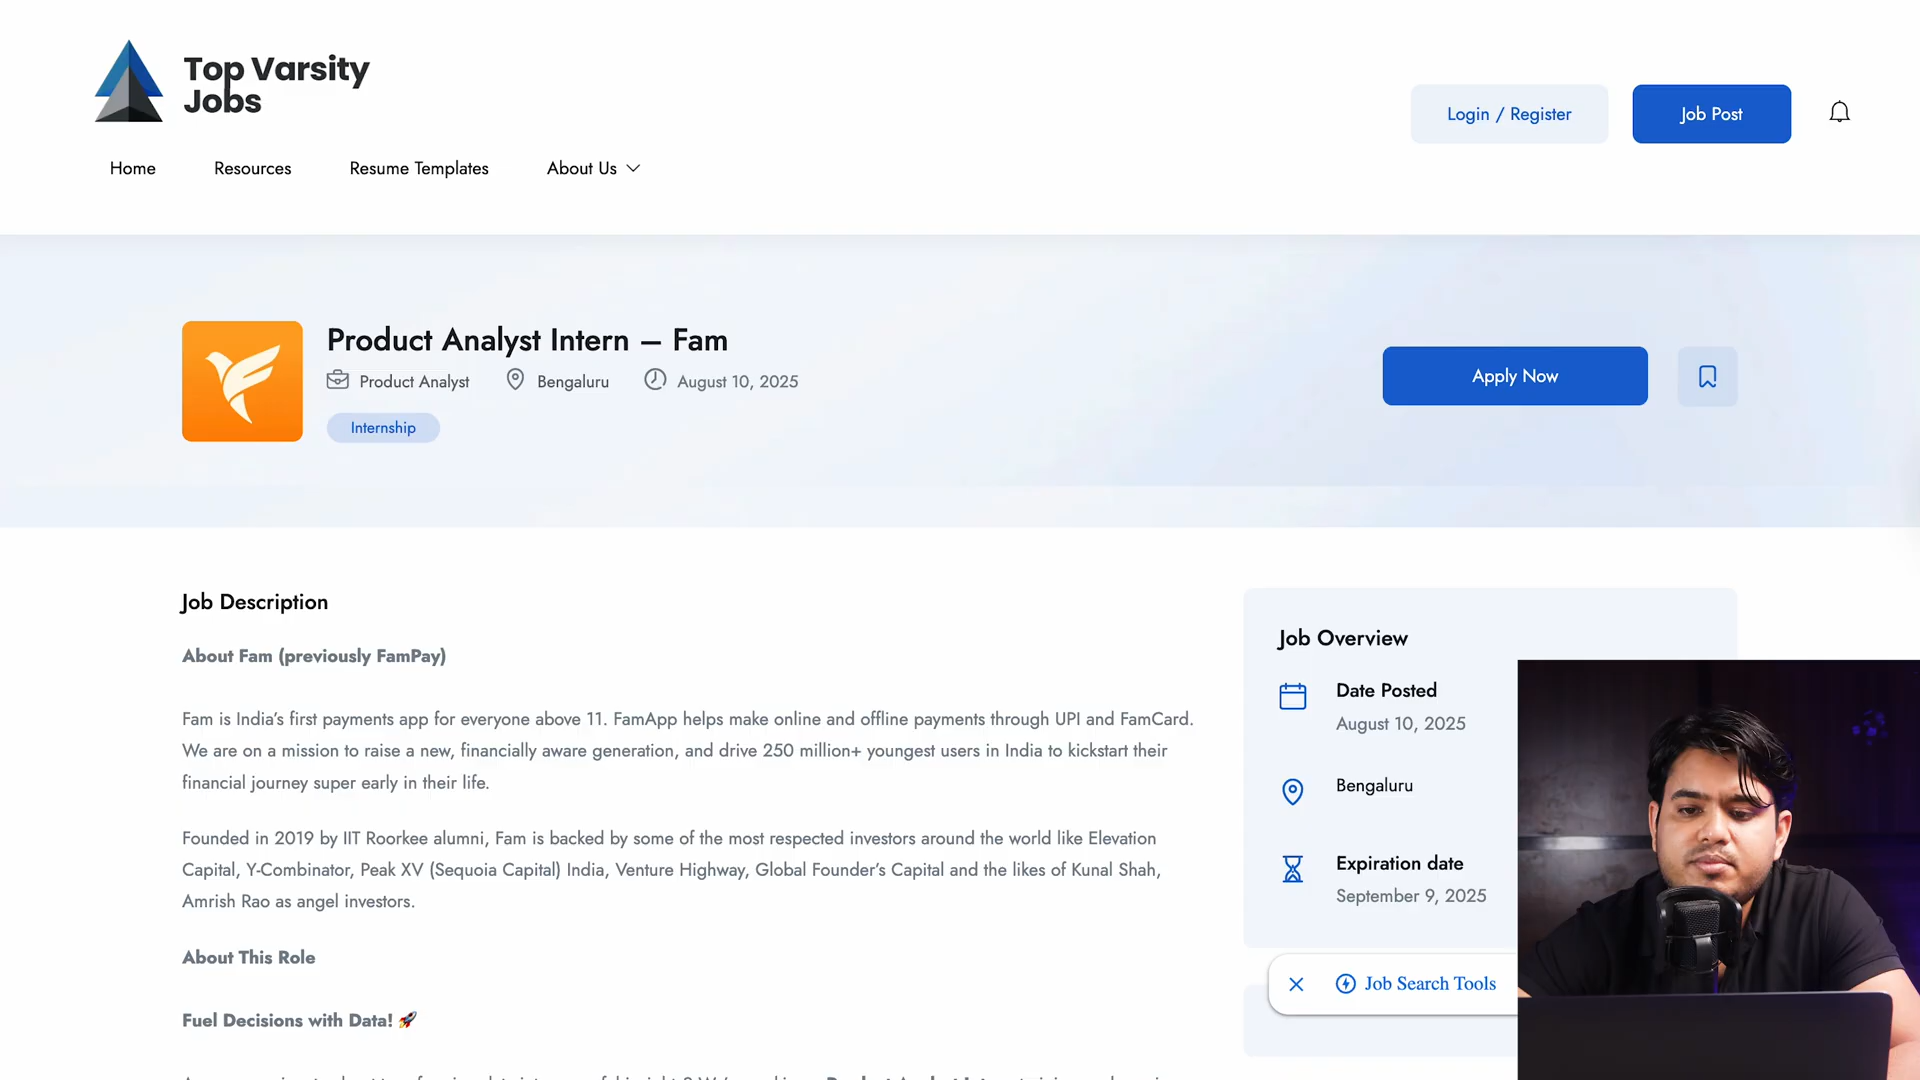 Top Varsity
Jobs
Login / Register
Job Post
Home
Resources
Resume Templates
About Us
Product Analyst Intern – Fam
Product Analyst
Bengaluru
August 10, 2025
Internship
Apply Now
Job Description
About Fam (previously FamPay)
Fam is India’s first payments app for everyone above 11. FamApp helps make online and offline payments through UPI and FamCard.
We are on a mission to raise a new, financially aware generation, and drive 250 million+ youngest users in India to kickstart their
financial journey super early in their life.
Founded in 2019 by IIT Roorkee alumni, Fam is backed by some of the most respected investors around the world like Elevation
Capital, Y-Combinator, Peak XV (Sequoia Capital) India, Venture Highway, Global Founder’s Capital and the likes of Kunal Shah,
Amrish Rao as angel investors.
About This Role
Fuel Decisions with Data! 🚀
Job Overview
Date Posted
August 10, 2025
Bengaluru
Expiration date
September 9, 2025
Job Search Tools